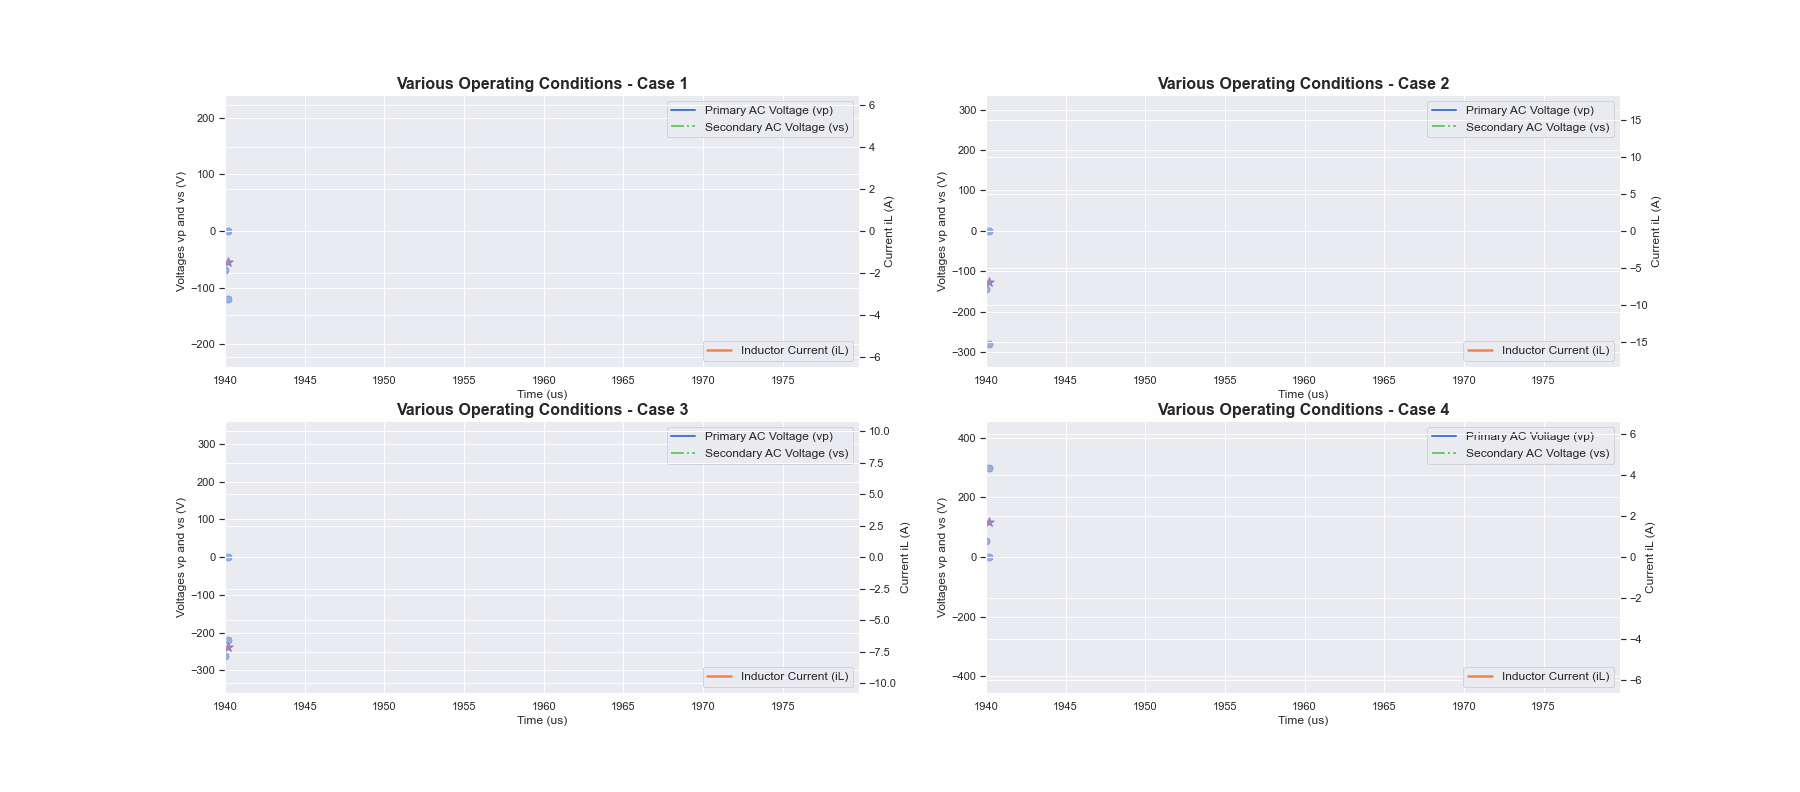 Various Operating Conditions - Case 1
Primary AC Voltage (vp)
Secondary AC Voltage (vs)
Inductor Current (iL)
Voltages vp and vs (V)
200
100
0
−100
−200
6
4
2
0
−2
−4
−6
Current iL (A)
1940 1945 1950 1955 1960 1965 1970 1975
Time (us)
Various Operating Conditions - Case 2
Primary AC Voltage (vp)
Secondary AC Voltage (vs)
Inductor Current (iL)
Voltages vp and vs (V)
300
200
100
0
−100
−200
−300
15
10
5
0
−5
−10
−15
Current iL (A)
1940 1945 1950 1955 1960 1965 1970 1975
Time (us)
Various Operating Conditions - Case 3
Primary AC Voltage (vp)
Secondary AC Voltage (vs)
Inductor Current (iL)
Voltages vp and vs (V)
300
200
100
0
−100
−200
−300
10.0
7.5
5.0
2.5
0.0
−2.5
−5.0
−7.5
−10.0
Current iL (A)
1940 1945 1950 1955 1960 1965 1970 1975
Time (us)
Various Operating Conditions - Case 4
Primary AC Voltage (vp)
Secondary AC Voltage (vs)
Inductor Current (iL)
Voltages vp and vs (V)
400
200
0
−200
−400
6
4
2
0
−2
−4
−6
Current iL (A)
1940 1945 1950 1955 1960 1965 1970 1975
Time (us)